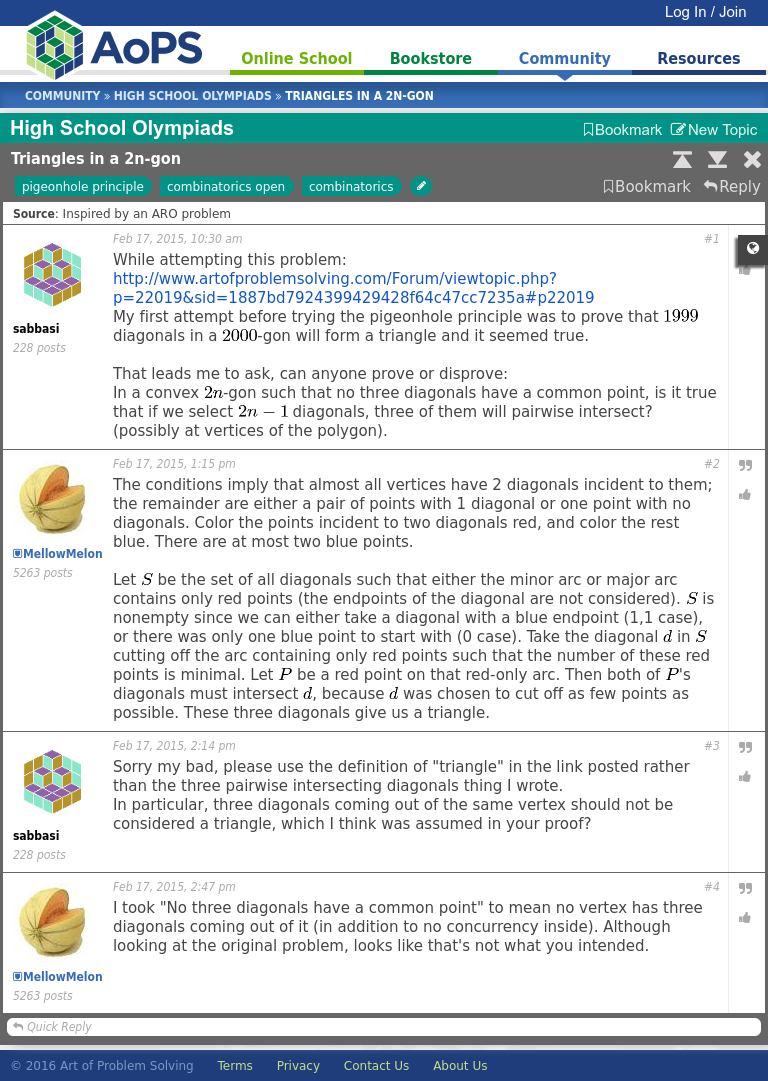 Log In / Join
AoPS
Online School Bookstore Community Resources
COMMUNITY » HIGH SCHOOL OLYMPIADS » TRIANGLES IN A 2N-GON
High School Olympiads
Bookmark New Topic
Triangles in a 2n-gon
pigeonhole principle combinatorics open combinatorics
Bookmark Reply
Source: Inspired by an ARO problem
Feb 17, 2015, 10:30 am #1
While attempting this problem:
http://www.artofproblemsolving.com/Forum/viewtopic.php?
p=22019&sid=1887bd7924399429428f64c47cc7235a#p22019
My first attempt before trying the pigeonhole principle was to prove that 1999
diagonals in a 2000-gon will form a triangle and it seemed true.
sabbasi
228 posts
That leads me to ask, can anyone prove or disprove:
In a convex 2n-gon such that no three diagonals have a common point, is it true
that if we select 2n − 1 diagonals, three of them will pairwise intersect?
(possibly at vertices of the polygon).
Feb 17, 2015, 1:15 pm #2
The conditions imply that almost all vertices have 2 diagonals incident to them;
the remainder are either a pair of points with 1 diagonal or one point with no
diagonals. Color the points incident to two diagonals red, and color the rest
blue. There are at most two blue points.
MellowMelon
5263 posts
Let S be the set of all diagonals such that either the minor arc or major arc
contains only red points (the endpoints of the diagonal are not considered). S is
nonempty since we can either take a diagonal with a blue endpoint (1,1 case),
or there was only one blue point to start with (0 case). Take the diagonal d in S
cutting off the arc containing only red points such that the number of these red
points is minimal. Let P be a red point on that red-only arc. Then both of P's
diagonals must intersect d, because d was chosen to cut off as few points as
possible. These three diagonals give us a triangle.
Feb 17, 2015, 2:14 pm #3
Sorry my bad, please use the definition of "triangle" in the link posted rather
than the three pairwise intersecting diagonals thing I wrote.
In particular, three diagonals coming out of the same vertex should not be
considered a triangle, which I think was assumed in your proof?
sabbasi
228 posts
Feb 17, 2015, 2:47 pm #4
I took "No three diagonals have a common point" to mean no vertex has three
diagonals coming out of it (in addition to no concurrency inside). Although
looking at the original problem, looks like that's not what you intended.
MellowMelon
5263 posts
Quick Reply
© 2016 Art of Problem Solving Terms Privacy Contact Us About Us